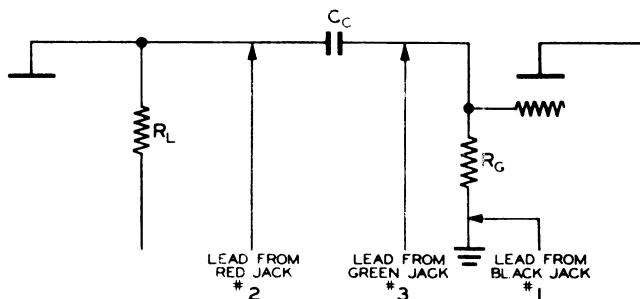 C_C
R_L
R_G
LEAD FROM
RED JACK
#2
LEAD FROM
GREEN JACK
#3
LEAD FROM
BLACK JACK
#1